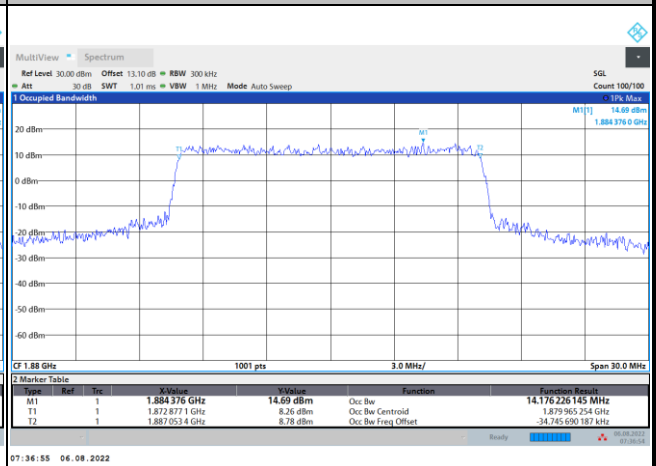 MultiView Spectrum
Ref Level 30.00 dBm Offset 13.10 dB RBW 300 kHz SGL
Att 30 dB SWT 1.01 ms VBW 1 MHz Mode Auto Sweep Count 100/100
1 Occupied Bandwidth 1Pk Max
M1[1] 14.69 dBm
1.884 376 0 GHz
20 dBm
M1
T1 T2
10 dBm
0 dBm
-10 dBm
-20 dBm
-30 dBm
-40 dBm
-50 dBm
-60 dBm
CF 1.88 GHz 1001 pts 3.0 MHz/ Span 30.0 MHz
2 Marker Table
Type Ref Trc X-Value Y-Value Function Function Result
M1 1 1.884 376 GHz 14.69 dBm Occ Bw 14.176 226 145 MHz
T1 1 1.872 877 1 GHz 8.26 dBm Occ Bw Centroid 1.879 965 254 GHz
T2 1 1.887 053 4 GHz 8.78 dBm Occ Bw Freq Offset -34.745 690 187 kHz
Ready 06.08.2022
07:36:54
07:36:55 06.08.2022